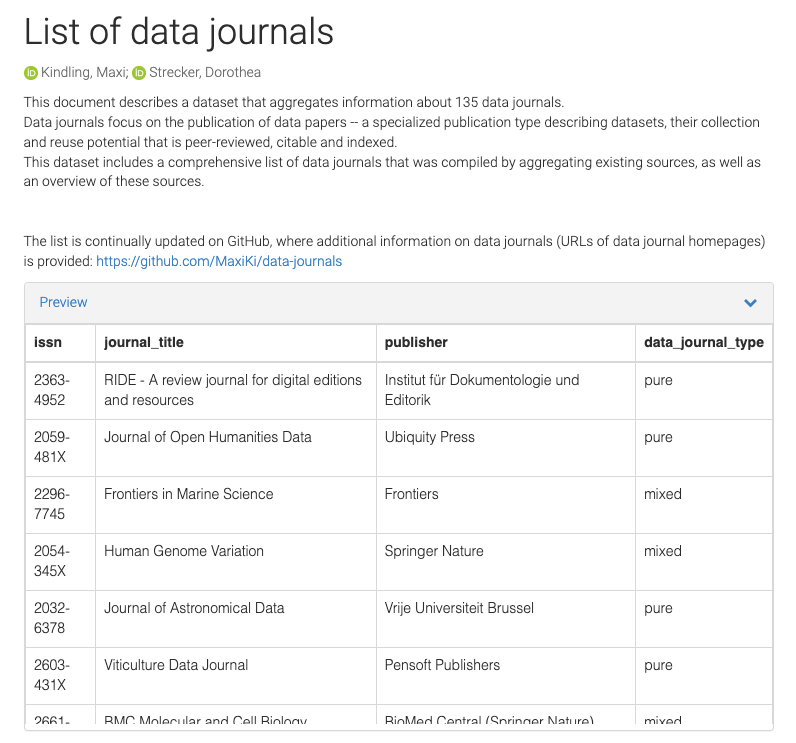 List of data journals
iD Kindling, Maxi; iD Strecker, Dorothea
This document describes a dataset that aggregates information about 135 data journals.
Data journals focus on the publication of data papers -- a specialized publication type describing datasets, their collection
and reuse potential that is peer-reviewed, citable and indexed.
This dataset includes a comprehensive list of data journals that was compiled by aggregating existing sources, as well as
an overview of these sources.
The list is continually updated on GitHub, where additional information on data journals (URLs of data journal homepages)
is provided: https://github.com/MaxiKi/data-journals
Preview
issn journal_title publisher data_journal_type
2363- RIDE - A review journal for digital editions Institut für Dokumentologie und pure
4952 and resources Editorik
2059- Journal of Open Humanities Data Ubiquity Press pure
481X
2296- Frontiers in Marine Science Frontiers mixed
7745
2054- Human Genome Variation Springer Nature mixed
345X
2032- Journal of Astronomical Data Vrije Universiteit Brussel pure
6378
2603- Viticulture Data Journal Pensoft Publishers pure
431X
2661- BMC Molecular and Cell Biology BioMed Central (Springer Nature) mixed